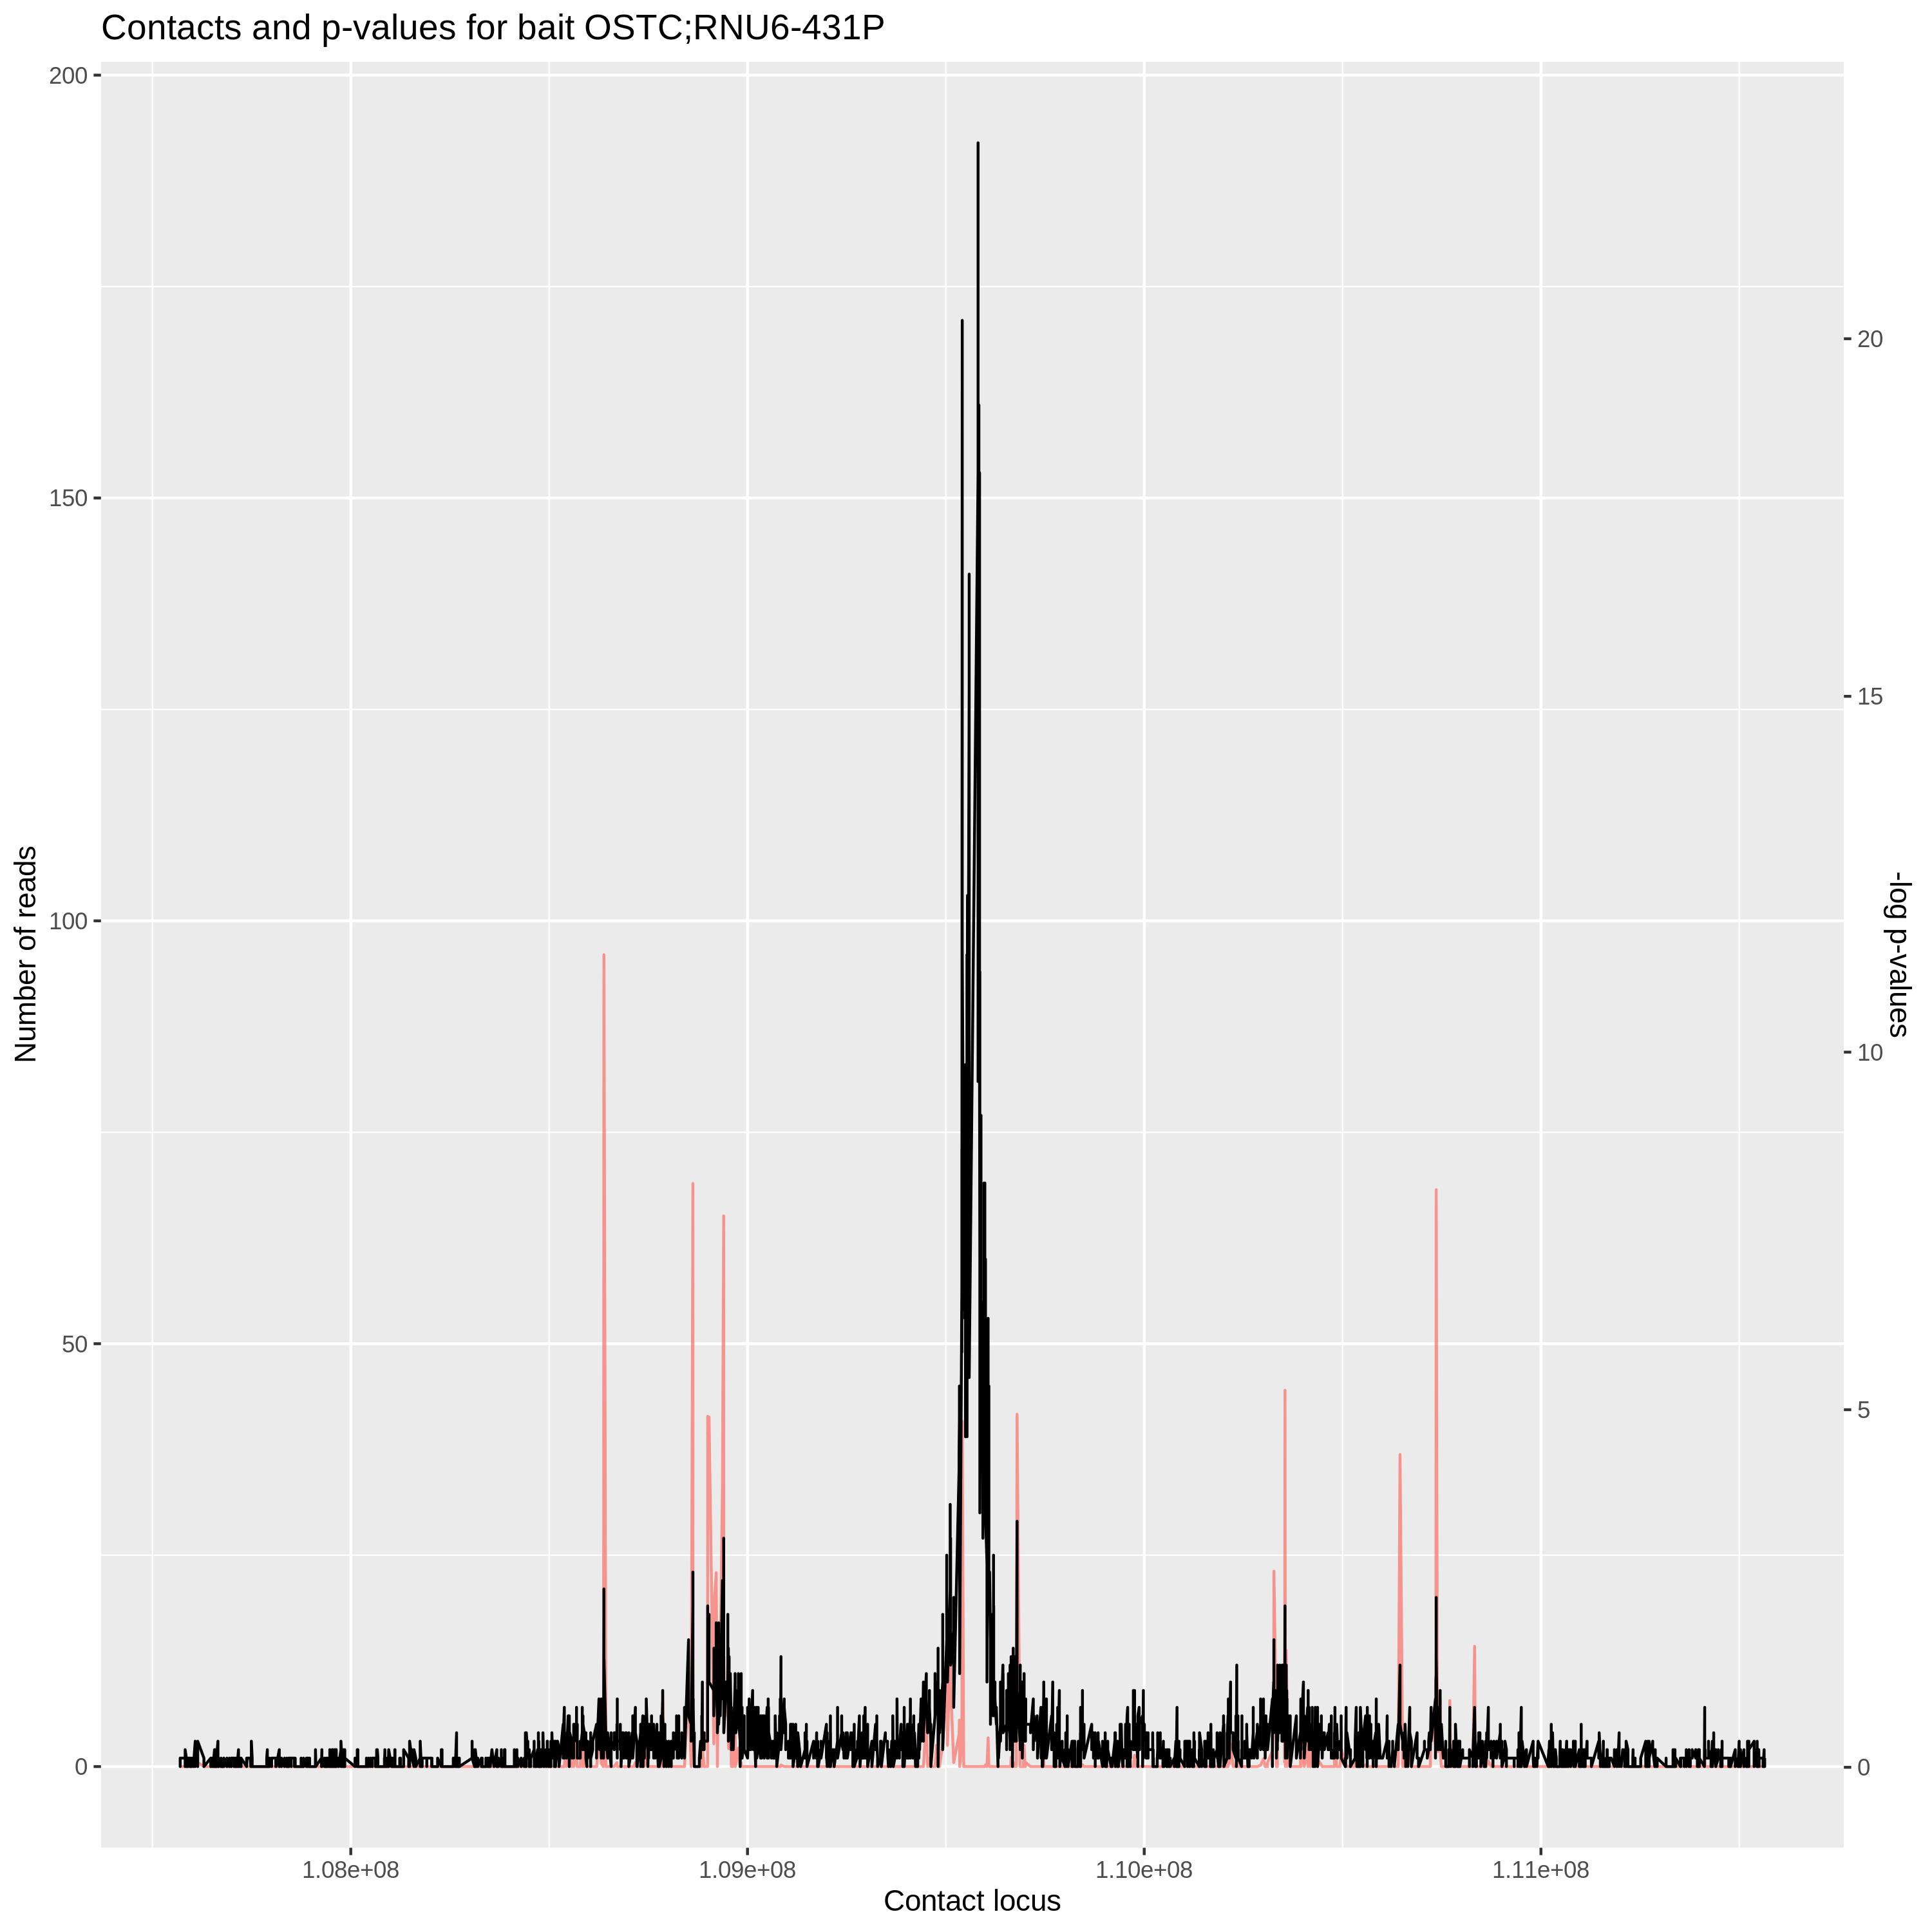 Contacts and p-values for bait OSTC;RNU6-431P
200
150
100
50
0
Number of reads
20
15
10
5
0
-log p-values
1.08e+08
1.09e+08
1.10e+08
1.11e+08
Contact locus